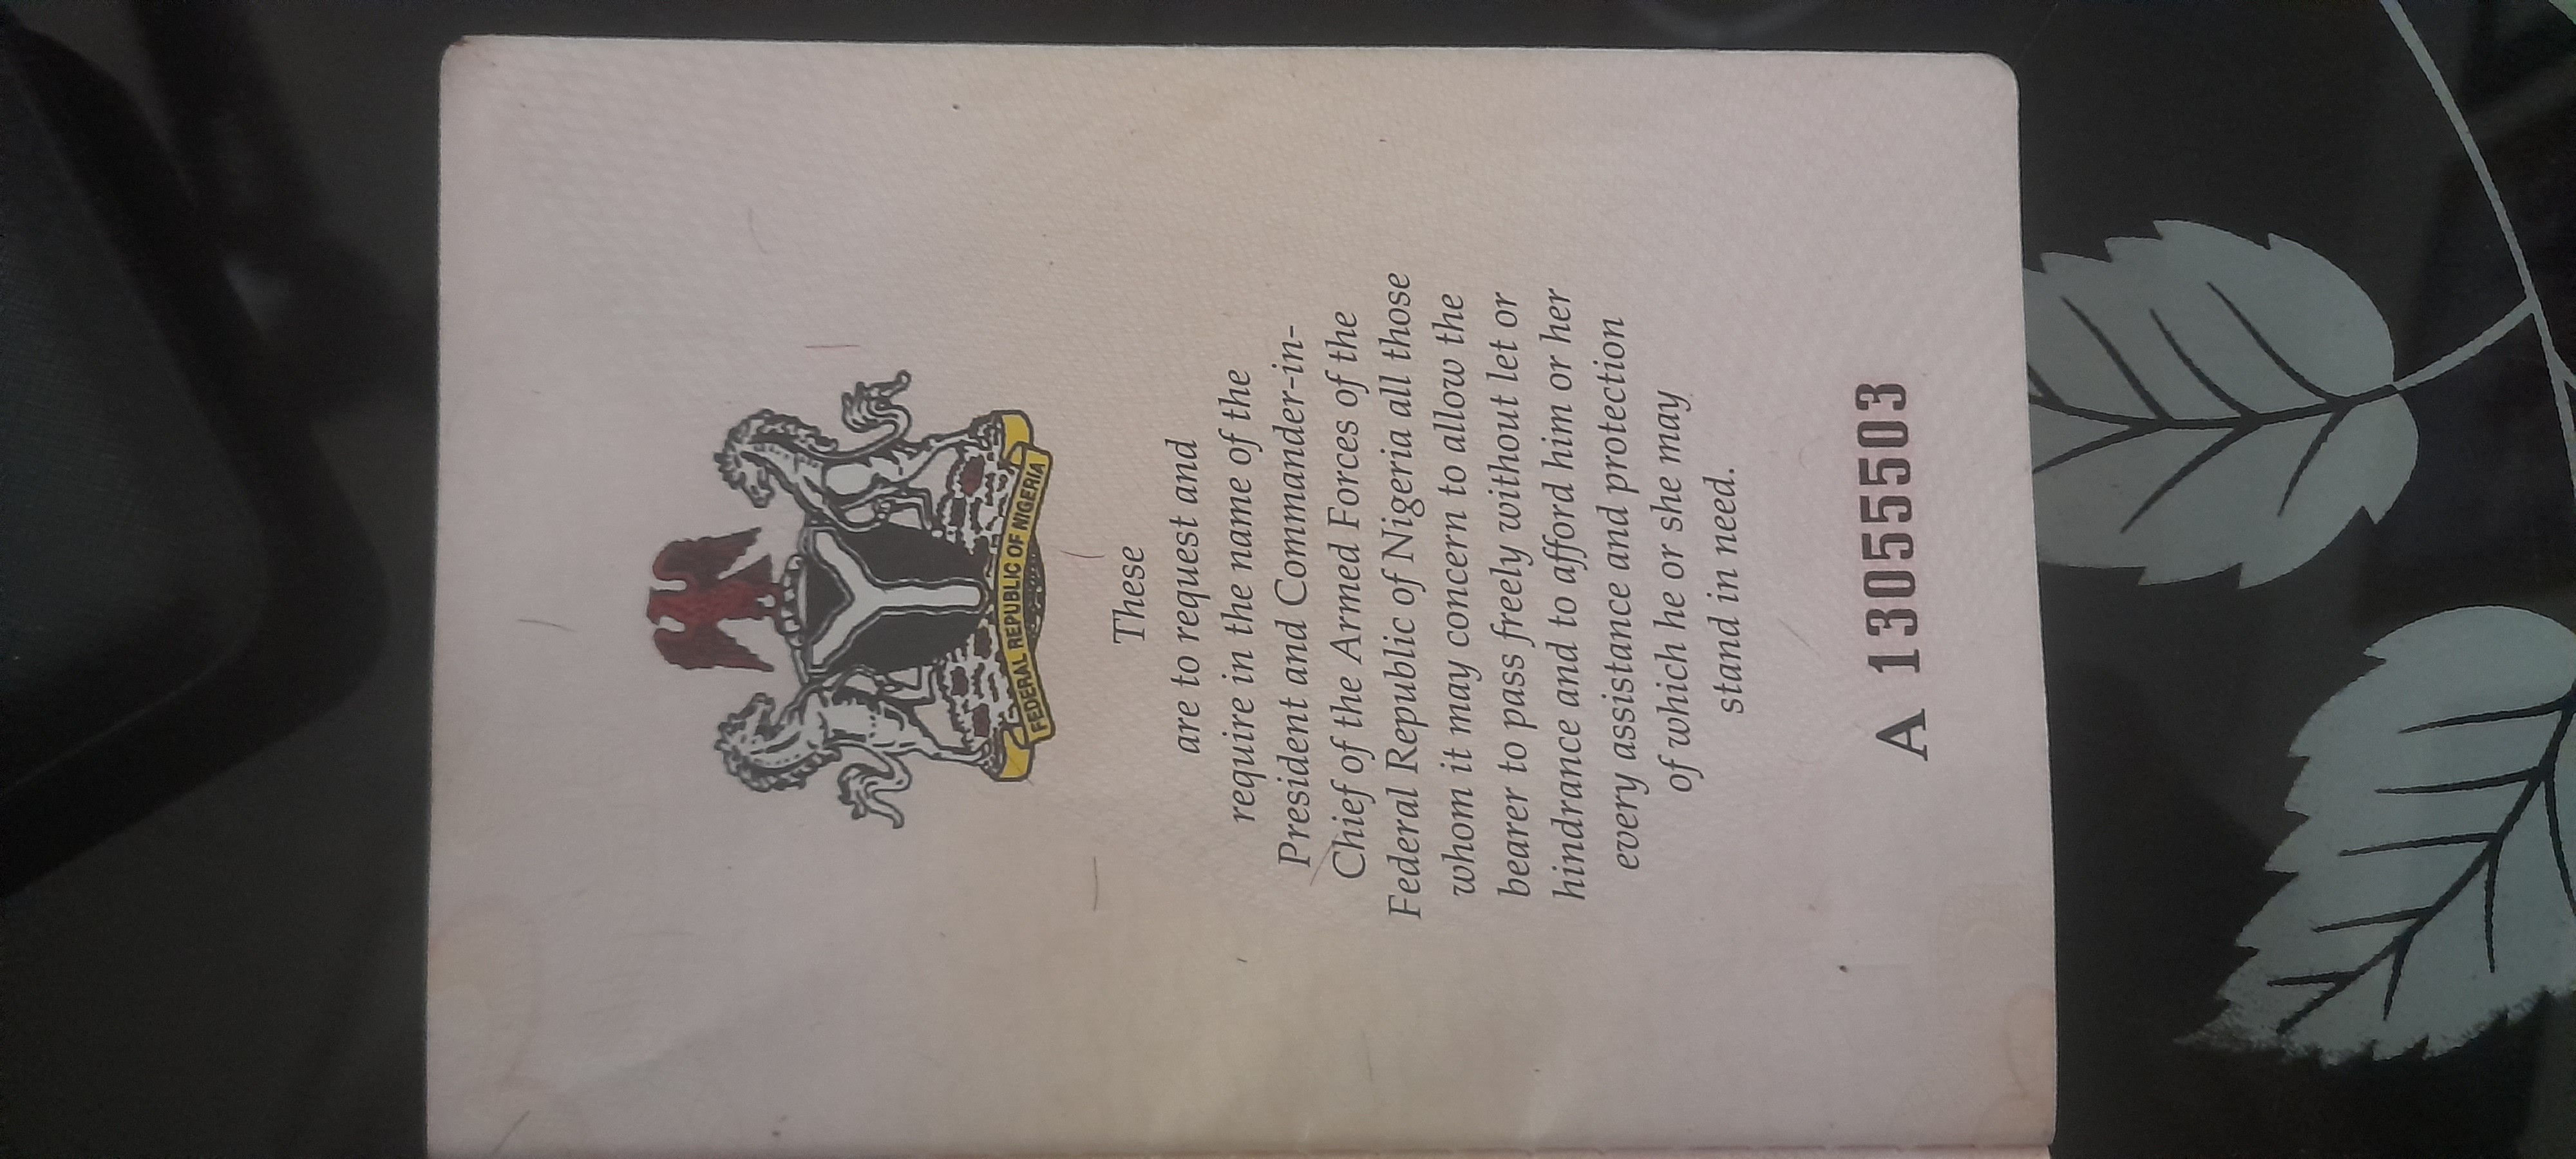 FEDERAL REPUBLIC OF NIGERIA
These
are to request and
require in the name of the
President and Commander-in-
Chief of the Armed Forces of the
Federal Republic of Nigeria all those
whom it may concern to allow the
bearer to pass freely without let or
hindrance and to afford him or her
every assistance and protection
of which he or she may
stand in need.
A 13055503